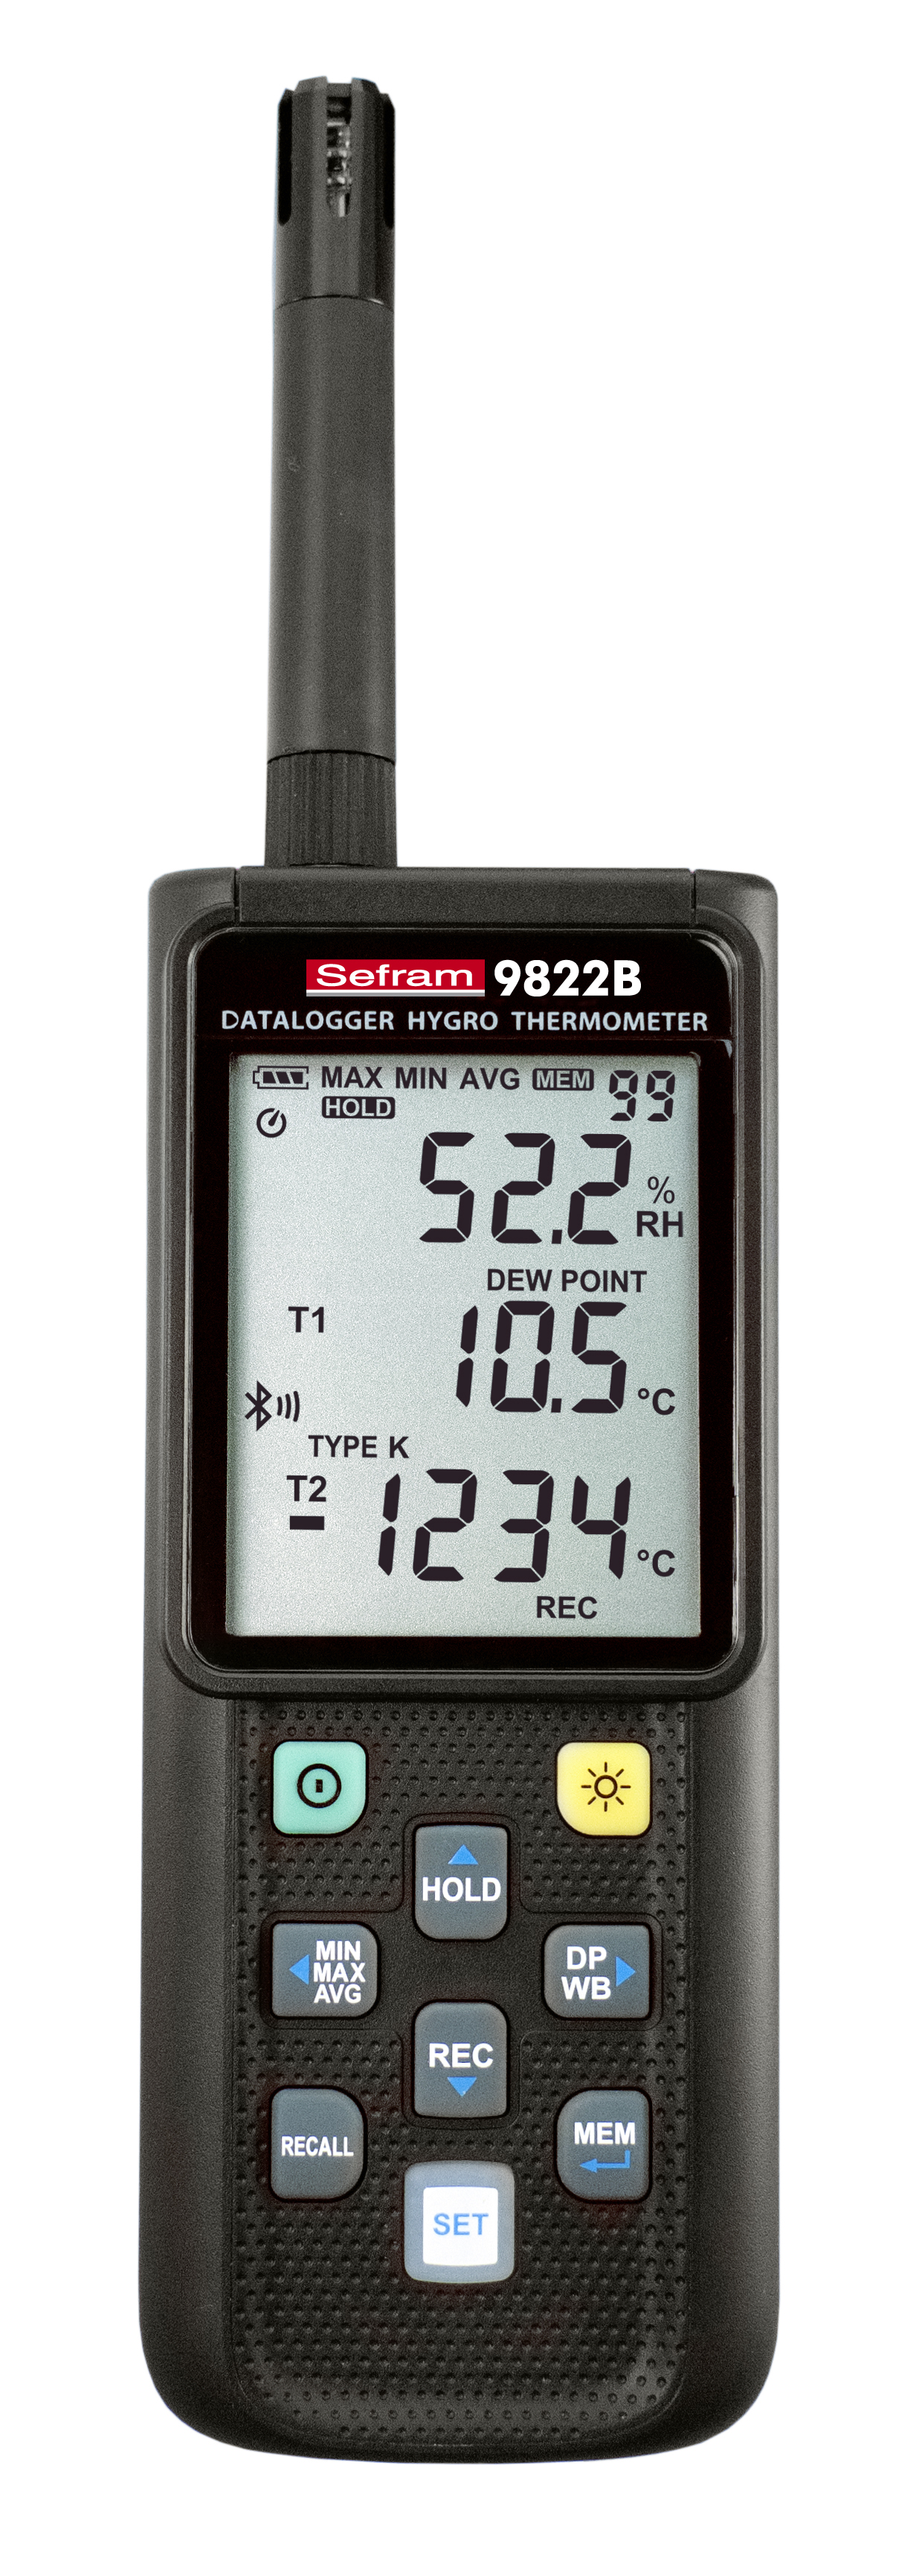 Sefram 9822B
DATALOGGER HYGRO THERMOMETER
MAX MIN AVG MEM 99
HOLD
52.2 % RH
DEW POINT
T1 10.5 °C
TYPE K
T2 -1234 °C
REC
HOLD
MIN MAX AVG
DP WB
REC
RECALL
MEM
SET